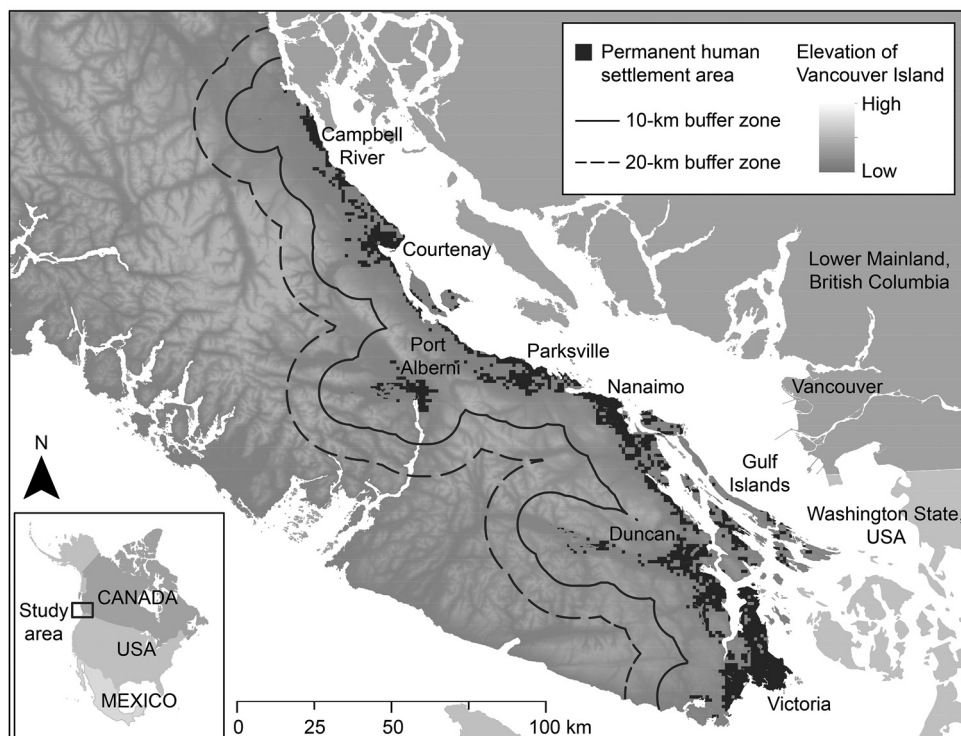 Permanent human
settlement area
10-km buffer zone
20-km buffer zone
Elevation of
Vancouver Island
High
Low
Campbell
River
Courtenay
Lower Mainland,
British Columbia
Port
Alberni
Parksville
Nanaimo
Vancouver
Gulf
Islands
Washington State,
USA
Duncan
Victoria
N
CANADA
Study
area
USA
MEXICO
0 25 50 100 km